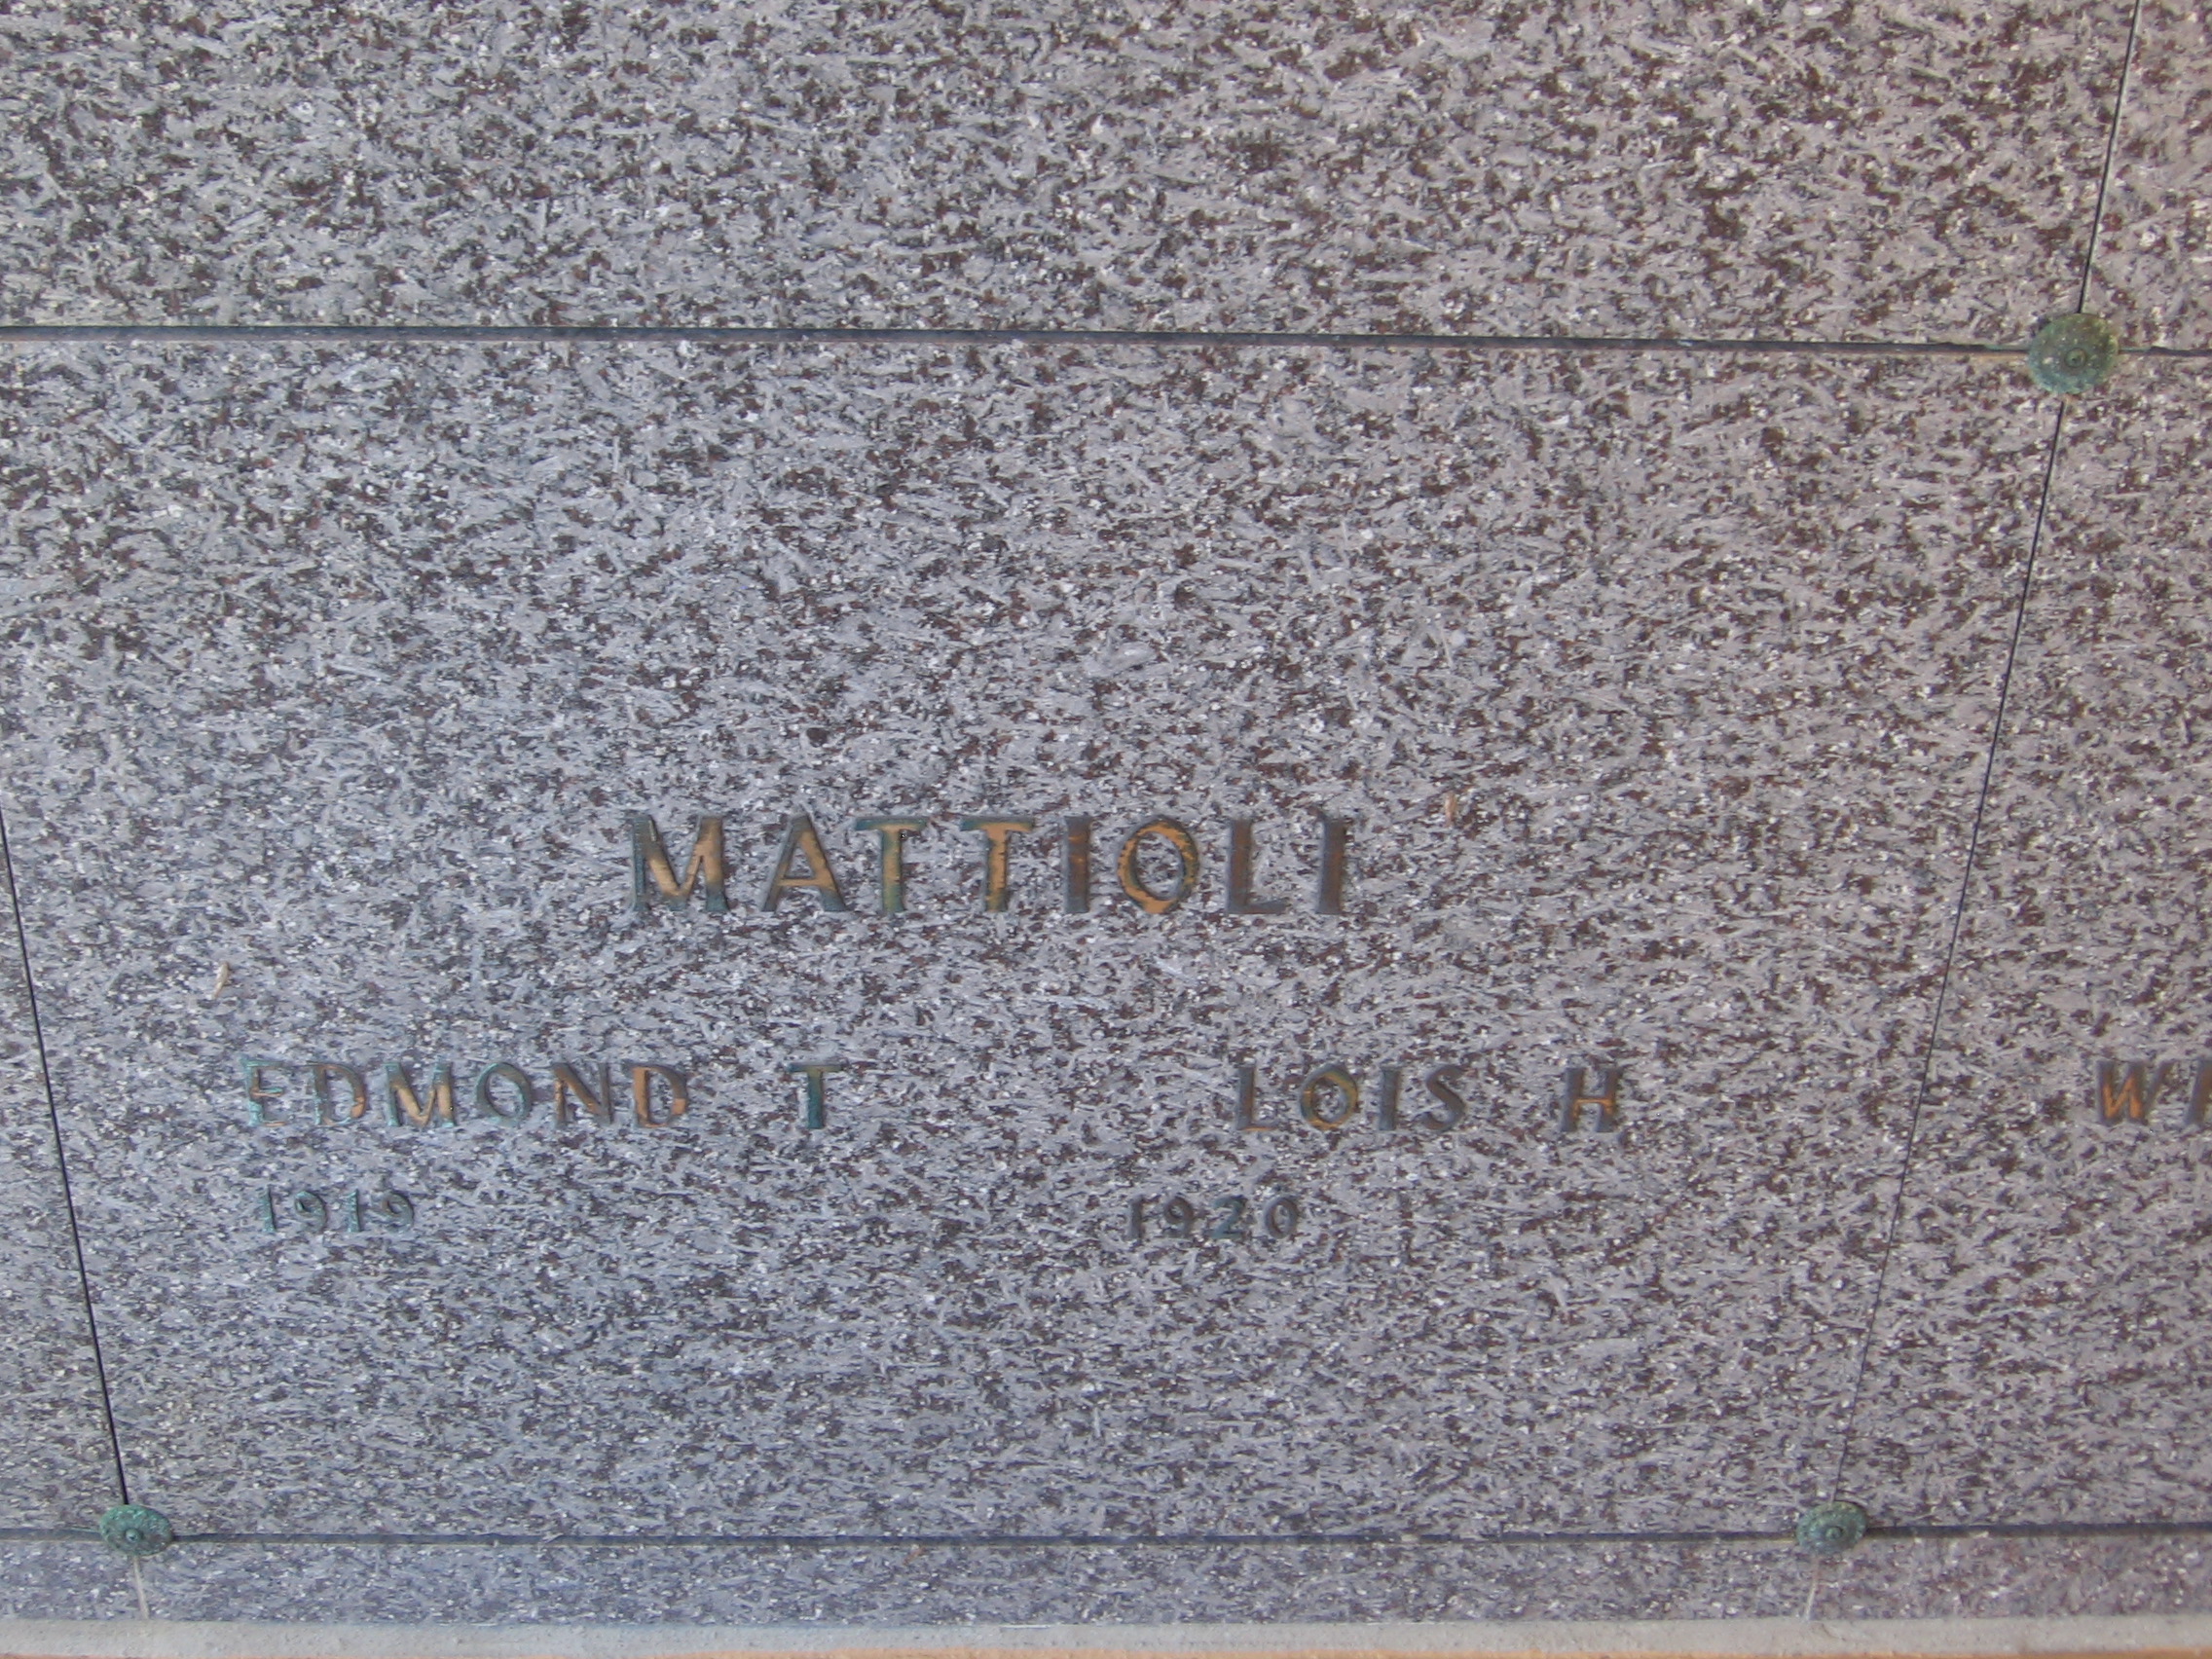 MATTIOLI
EDMOND T LOIS H
1919 1920